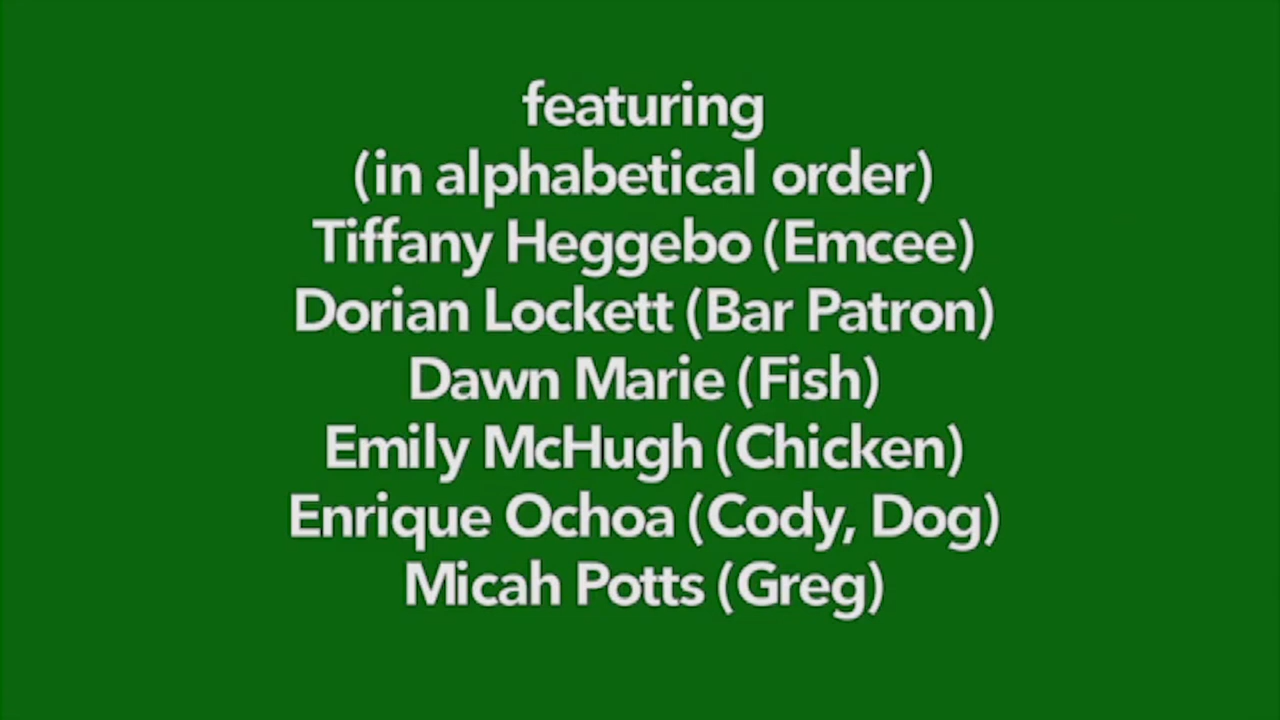 featuring
(in alphabetical order)
Tiffany Heggebo (Emcee)
Dorian Lockett (Bar Patron)
Dawn Marie (Fish)
Emily McHugh (Chicken)
Enrique Ochoa (Cody, Dog)
Micah Potts (Greg)